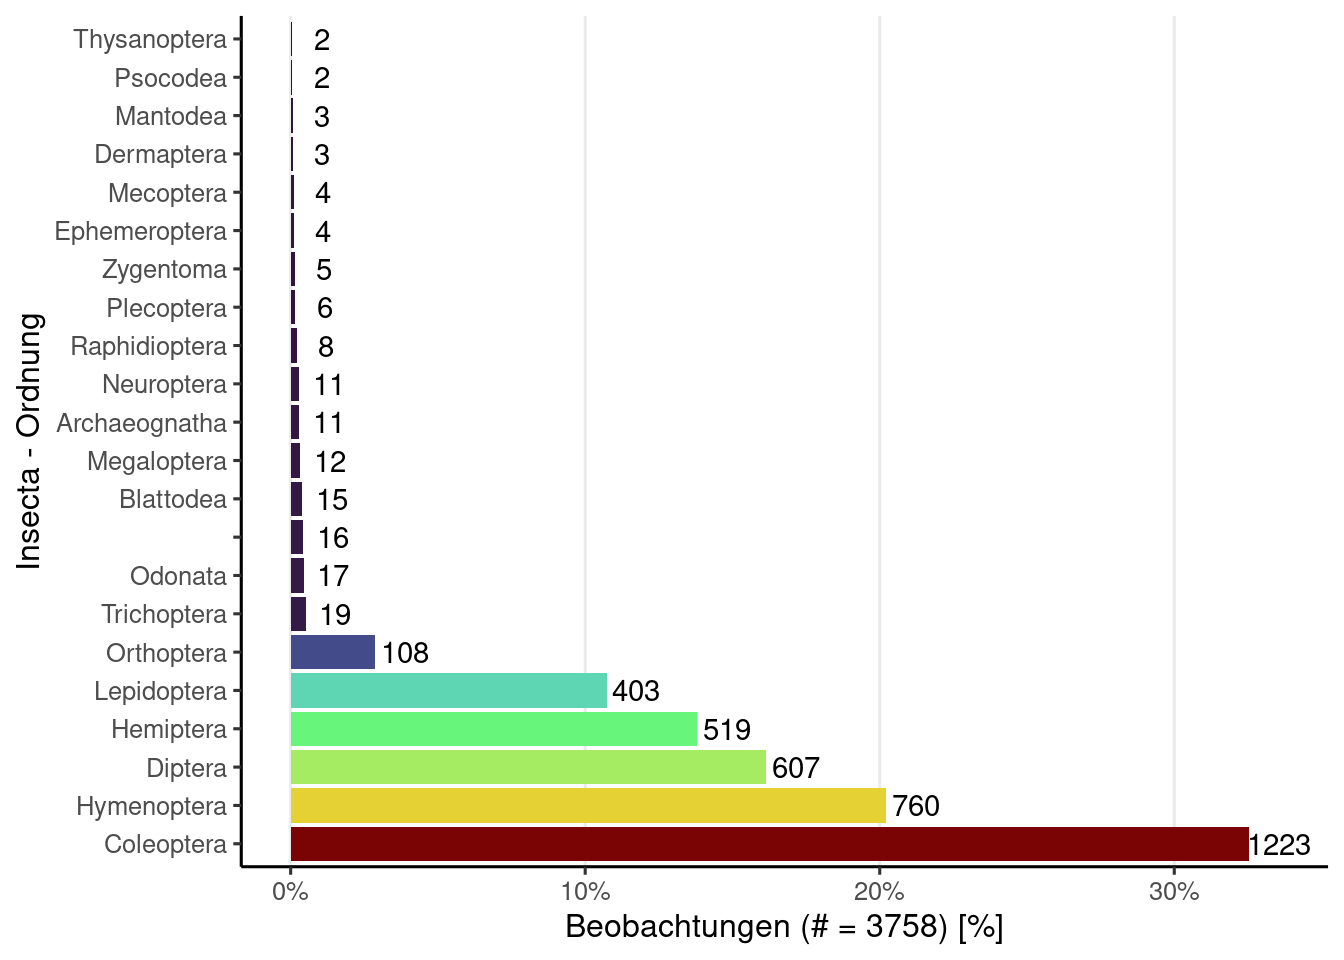 Insecta - Ordnung
Thysanoptera 2
Psocodea 2
Mantodea 3
Dermaptera 3
Mecoptera 4
Ephemeroptera 4
Zygentoma 5
Plecoptera 6
Raphidioptera 8
Neuroptera 11
Archaeognatha 11
Megaloptera 12
Blattodea 15
16
Odonata 17
Trichoptera 19
Orthoptera 108
Lepidoptera 403
Hemiptera 519
Diptera 607
Hymenoptera 760
Coleoptera 1223
0% 10% 20% 30%
Beobachtungen (# = 3758) [%]